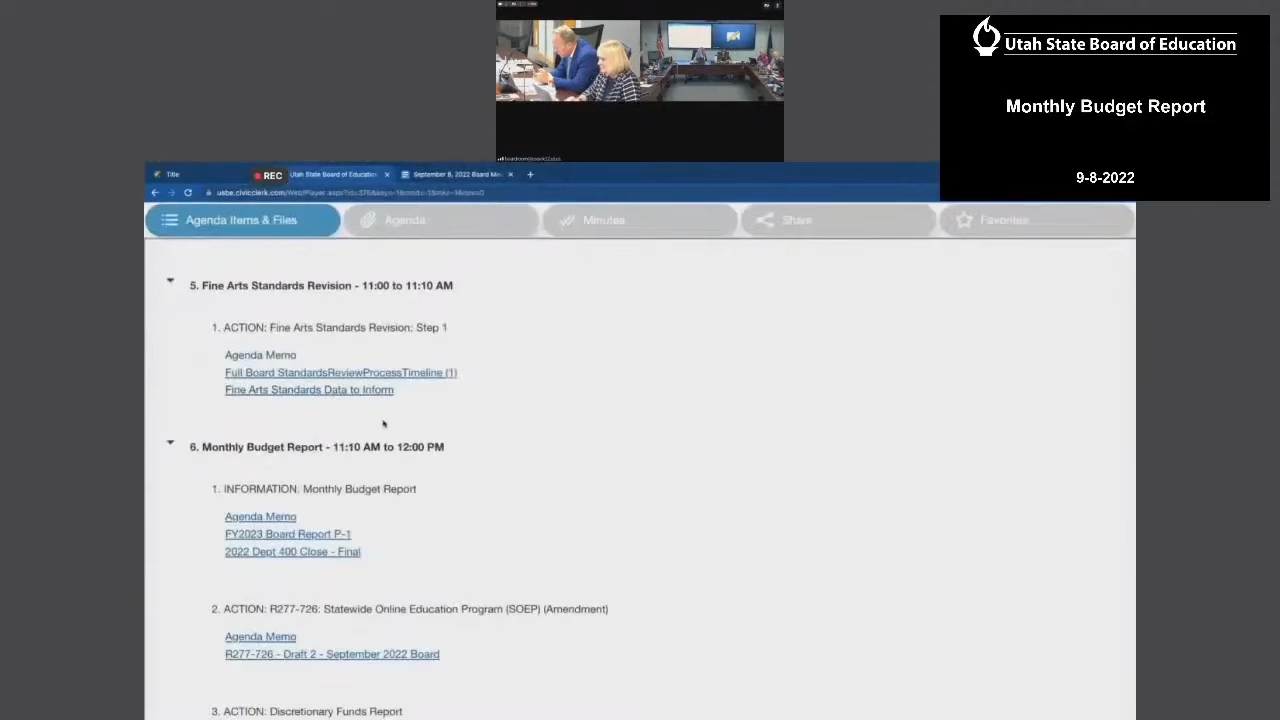 Utah State Board of Education
Monthly Budget Report
9-8-2022
Title
REC
Utah State Board of Education
September 8, 2022 Board Me
Agenda Items & Files
Agenda
Minutes
Share
Favorites
5. Fine Arts Standards Revision - 11:00 to 11:10 AM
1. ACTION: Fine Arts Standards Revision: Step 1
Agenda Memo
Full Board StandardsReviewProcessTimeline (1)
Fine Arts Standards Data to Inform
6. Monthly Budget Report - 11:10 AM to 12:00 PM
1. INFORMATION: Monthly Budget Report
Agenda Memo
FY2023 Board Report P-1
2022 Dept 400 Close - Final
2. ACTION: R277-726: Statewide Online Education Program (SOEP) (Amendment)
Agenda Memo
R277-726 - Draft 2 - September 2022 Board
3. ACTION: Discretionary Funds Report